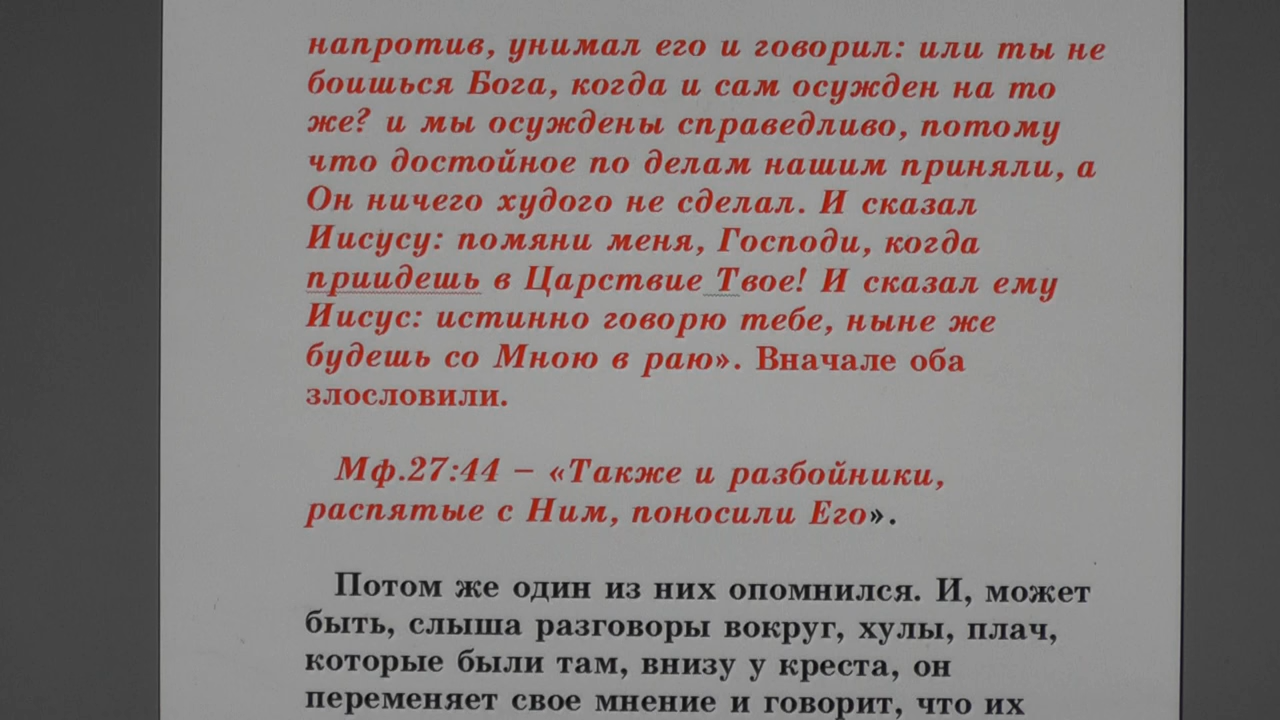 напротив, унимал его и говорил: или ты не
боишься Бога, когда и сам осужден на то
же? и мы осуждены справедливо, потому
что достойное по делам нашим приняли, а
Он ничего худого не сделал. И сказал
Иисусу: помяни меня, Господи, когда
приидешь в Царствие Твое! И сказал ему
Иисус: истинно говорю тебе, ныне же
будешь со Мною в раю». Вначале оба
злословили.
Мф.27:44 – «Также и разбойники,
распятые с Ним, поносили Его».
Потом же один из них опомнился. И, может
быть, слыша разговоры вокруг, хулы, плач,
которые были там, внизу у креста, он
переменяет свое мнение и говорит, что их